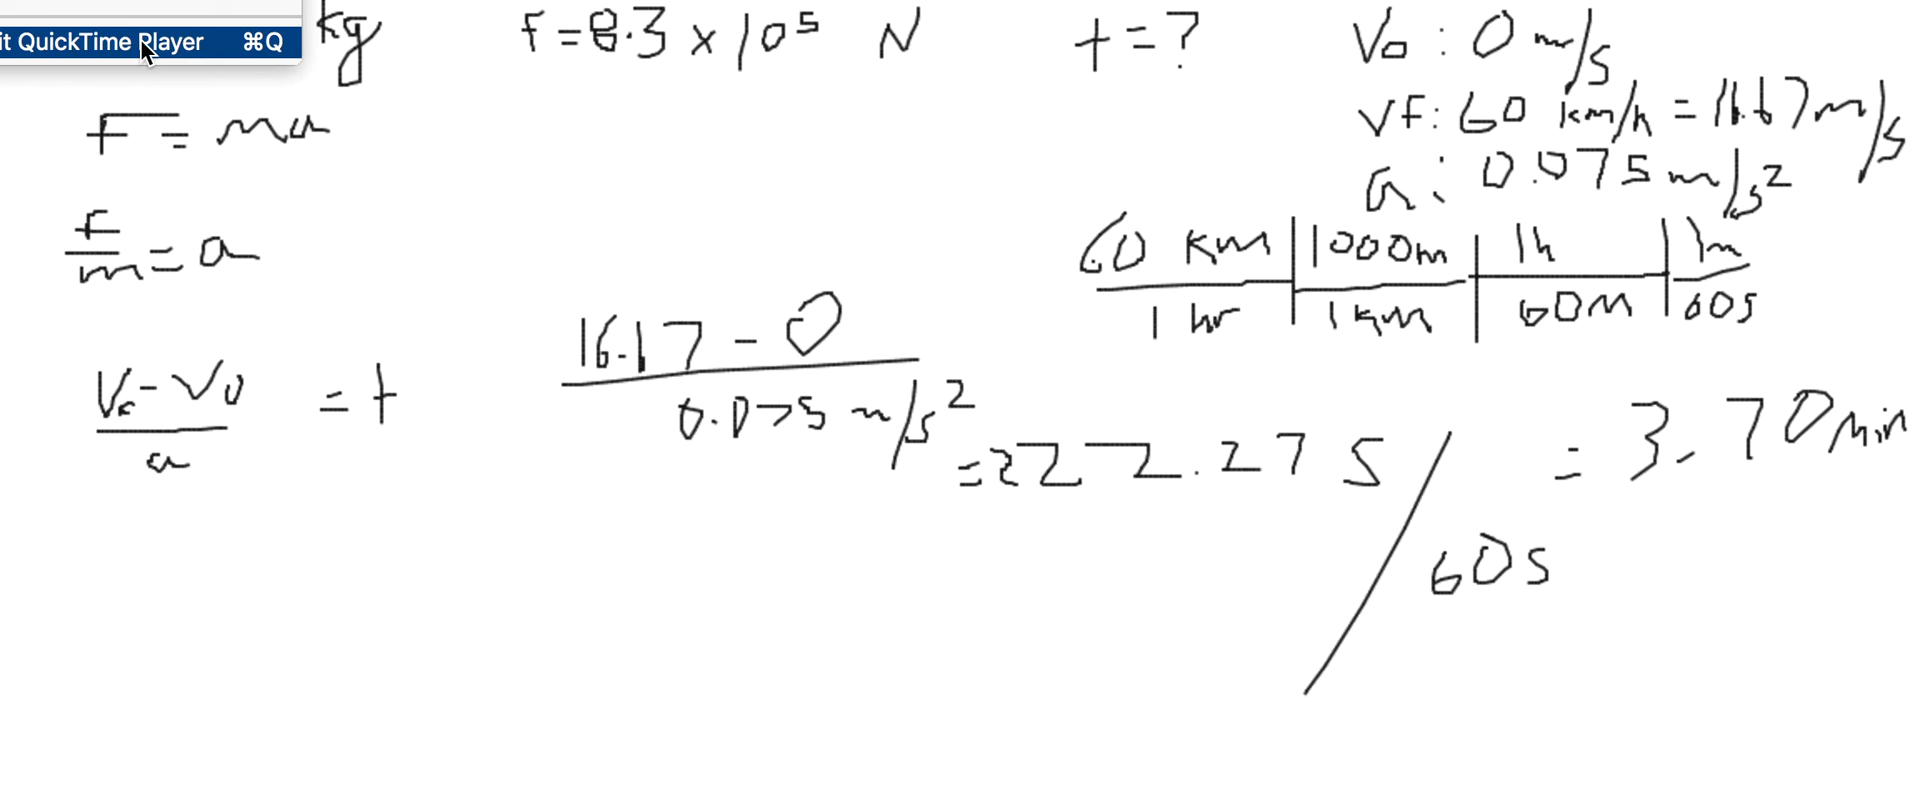 it QuickTime Player ⌘Q
kg F = 8.3 x 10⁵ N t = ? Vo : 0 m/s
F = ma
VF: 60 km/h = 16.67 m/s
a: 0.075 m/s²
F/m = a
60 km | 1000m | 1h | 1m
1 hr | 1 km | 60M | 60s
Vf - Vo / a = t
16.17 - 0
0.075 m/s²
= 222.27 s / 60s = 3.70 min